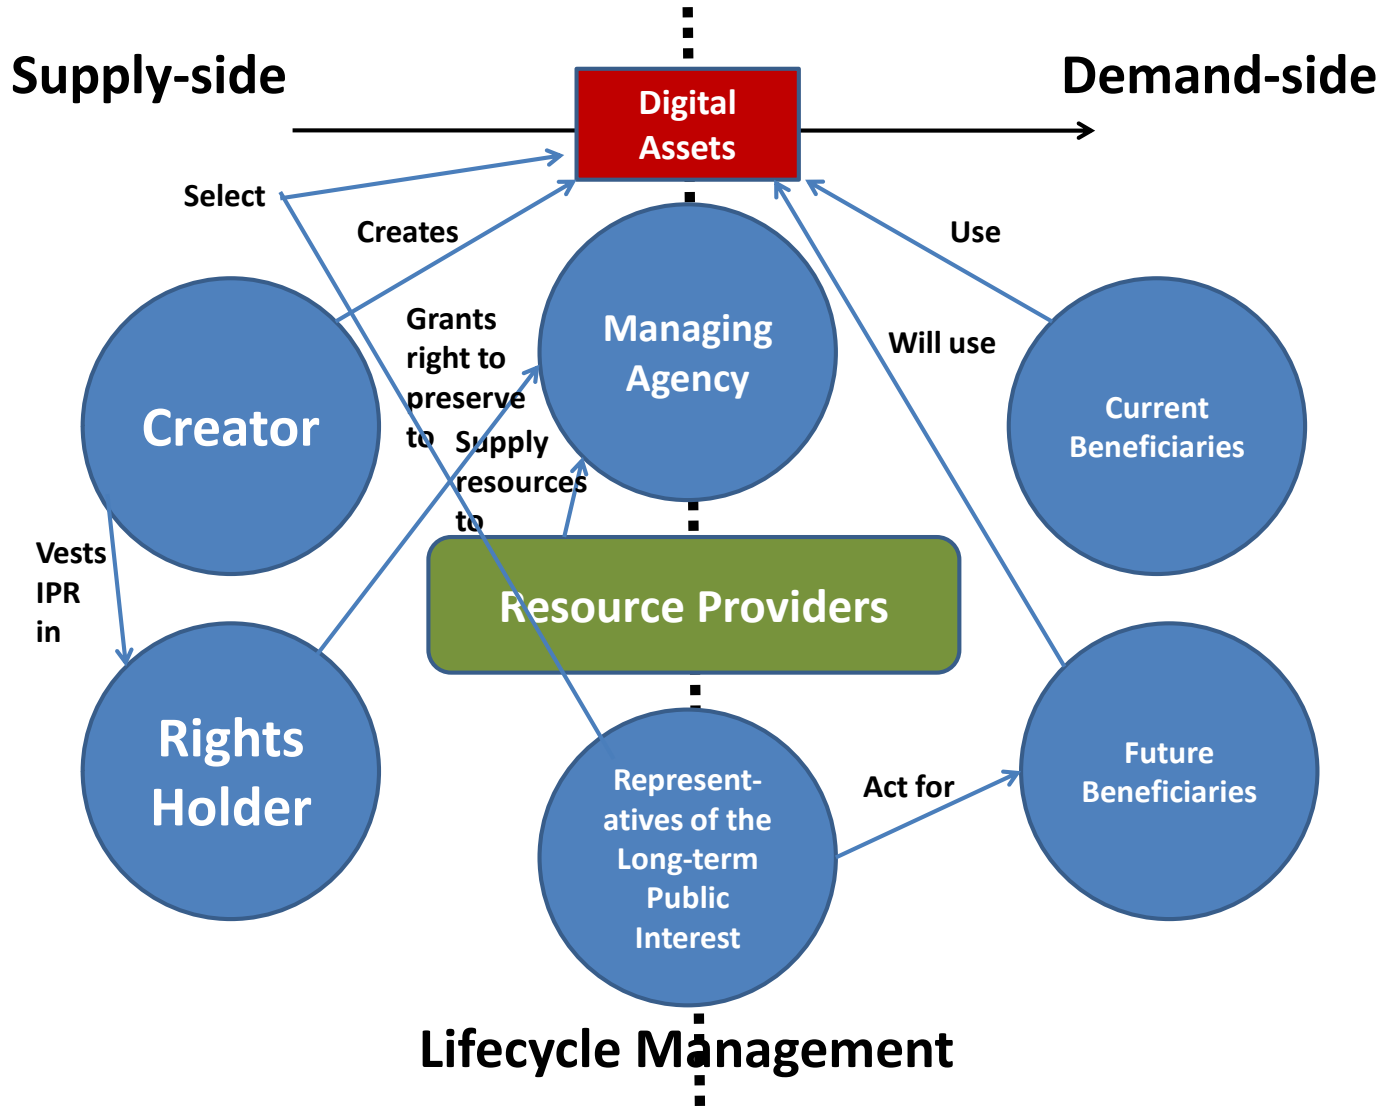 Supply-side
Demand-side
Digital
Assets
Select
Creates
Use
Grants
right to
preserve
to
Managing
Agency
Will use
Creator
Supply
resources
to
Current
Beneficiaries
Vests
IPR
in
Resource Providers
Rights
Holder
Represent-
atives of the
Long-term
Public
Interest
Act for
Future
Beneficiaries
Lifecycle Management